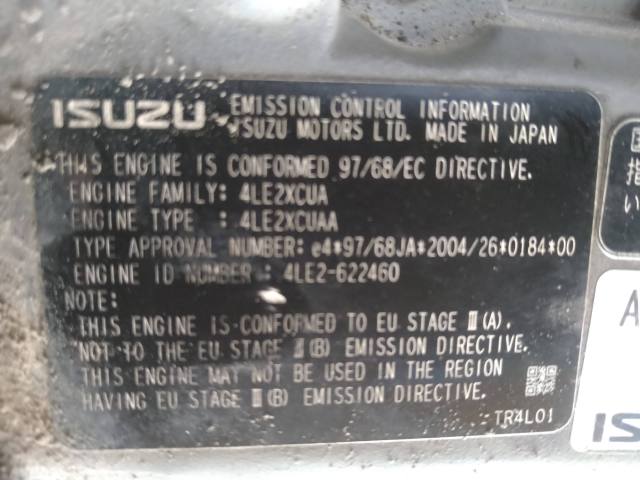 ISUZU EMISSION CONTROL INFORMATION
ISUZU MOTORS LTD. MADE IN JAPAN
THIS ENGINE IS CONFORMED 97/68/EC DIRECTIVE.
ENGINE FAMILY: 4LE2XCUA
ENGINE TYPE : 4LE2XCUAA
TYPE APPROVAL NUMBER: e4*97/68JA*2004/26*0184*00
ENGINE ID NUMBER : 4LE2-622460
NOTE:
THIS ENGINE IS CONFORMED TO EU STAGE Ⅲ(A).
NOT TO THE EU STAGE Ⅲ(B) EMISSION DIRECTIVE.
THIS ENGINE MAY NOT BE USED IN THE REGION
HAVING EU STAGE Ⅲ(B) EMISSION DIRECTIVE.
TR4L01
指
い
A
IS